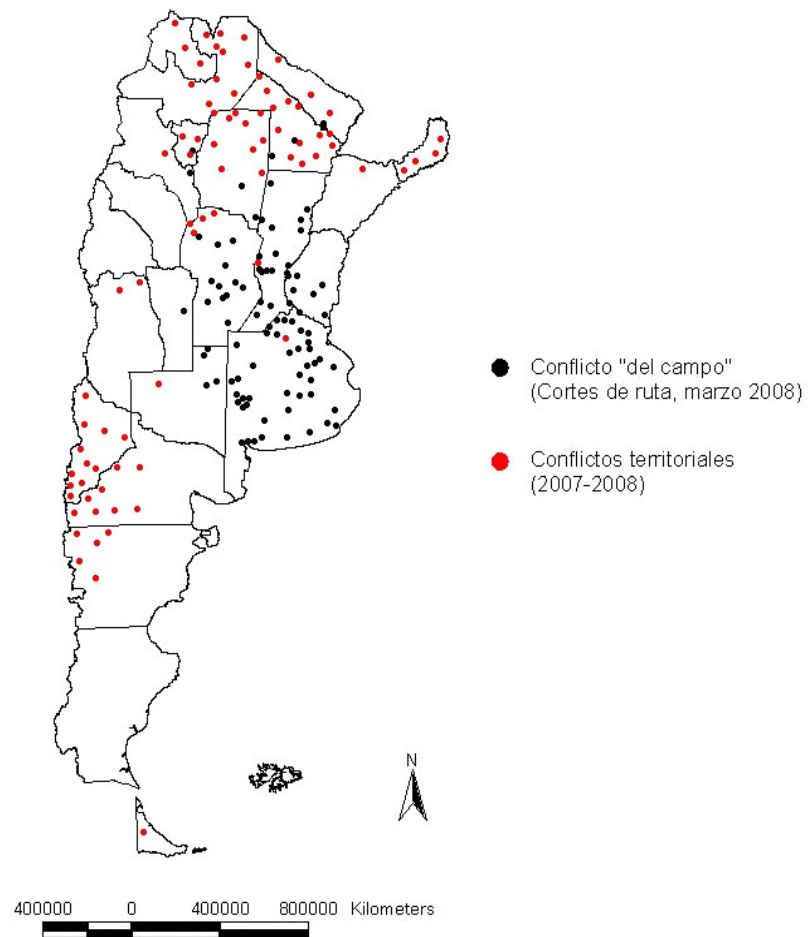 Conflicto "del campo"
(Cortes de ruta, marzo 2008)
Conflictos territoriales
(2007-2008)
N
400000 0 400000 800000 Kilometers